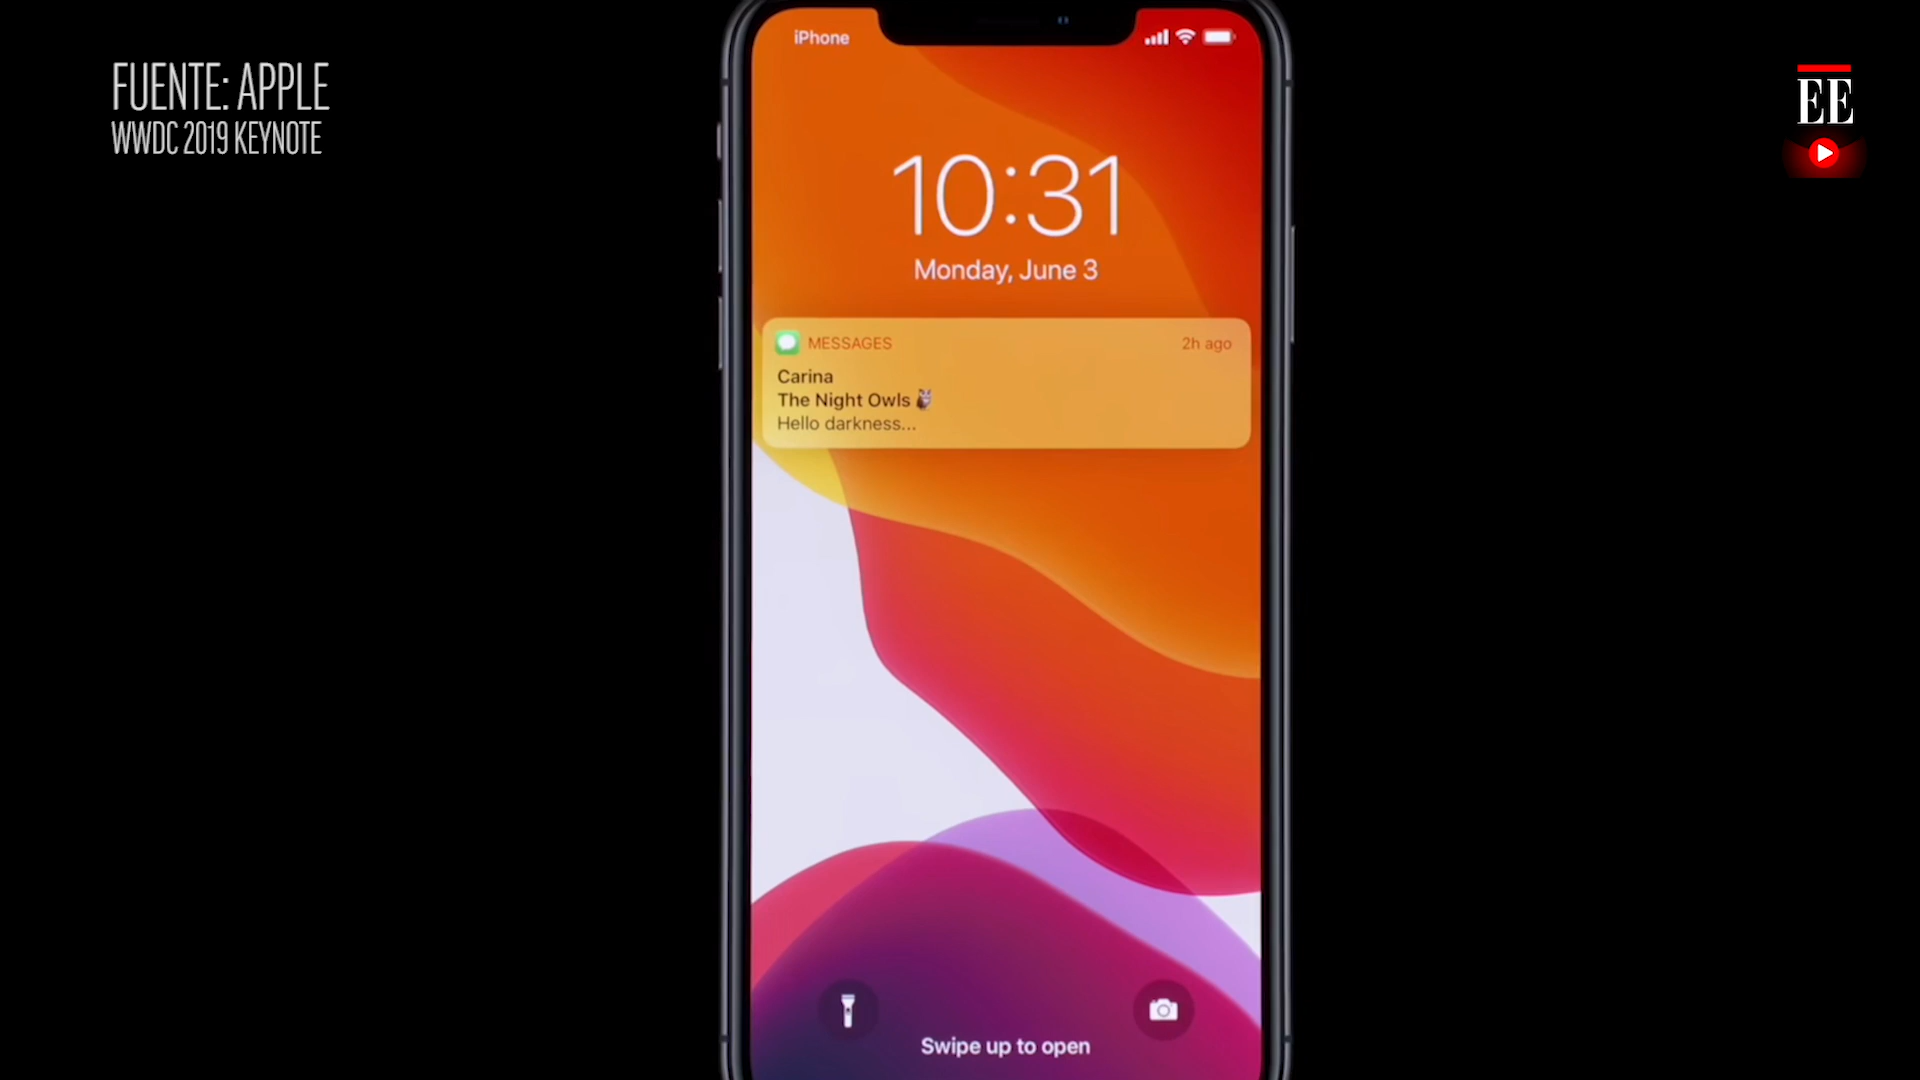 FUENTE: APPLE
WWDC 2019 KEYNOTE
EE
iPhone
10:31
Monday, June 3
MESSAGES 2h ago
Carina
The Night Owls 🦉
Hello darkness...
Swipe up to open